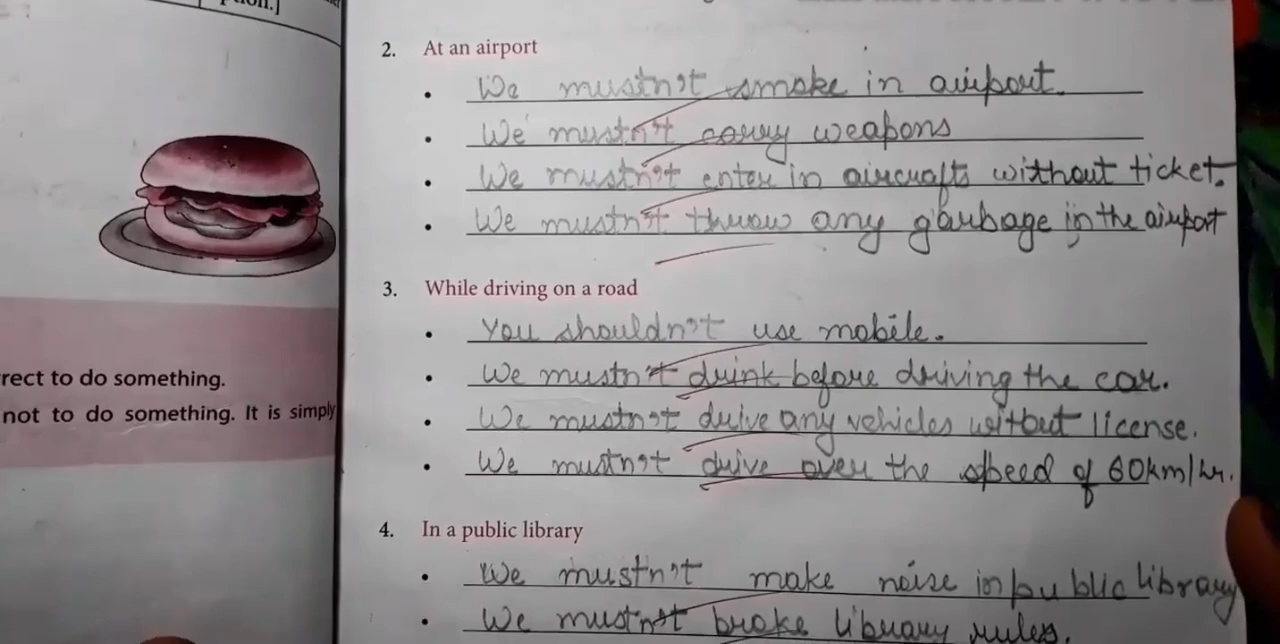 2. At an airport
• We mustn't smoke in airport.
• We mustn't carry weapons
• We mustn't enter in aircrafts without ticket.
• We mustn't throw any garbage in the airport
3. While driving on a road
• You shouldn't use mobile.
rect to do something.
• We mustn't drink before driving the car.
not to do something. It is simply
• We mustn't drive any vehicles without license.
• We mustn't drive over the speed of 60km/hr.
4. In a public library
• We mustn't make noise in public library
• We mustn't broke library rules.